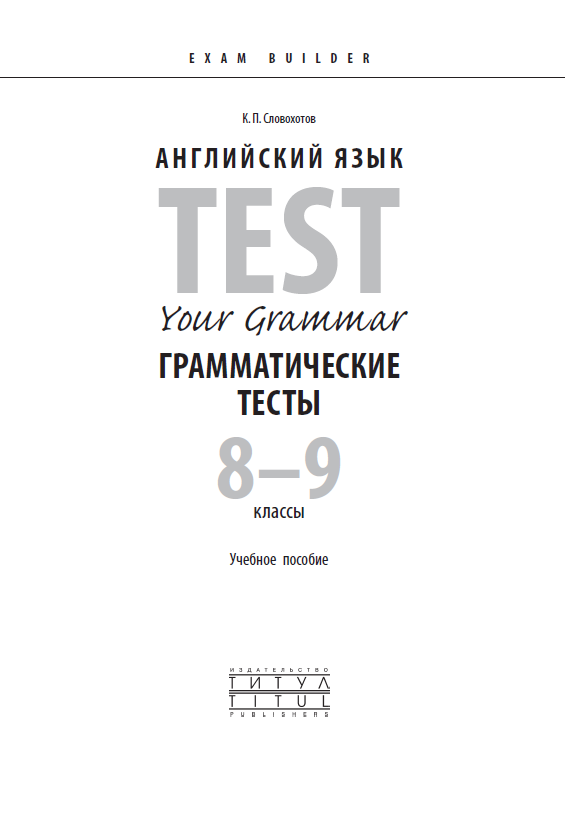 EXAM BUILDER
К. П. Словохотов
АНГЛИЙСКИЙ ЯЗЫК
TEST
Your Grammar
ГРАММАТИЧЕСКИЕ
ТЕСТЫ
8–9
классы
Учебное пособие
ИЗДАТЕЛЬСТВО
ТИТУЛ
TITUL
PUBLISHERS